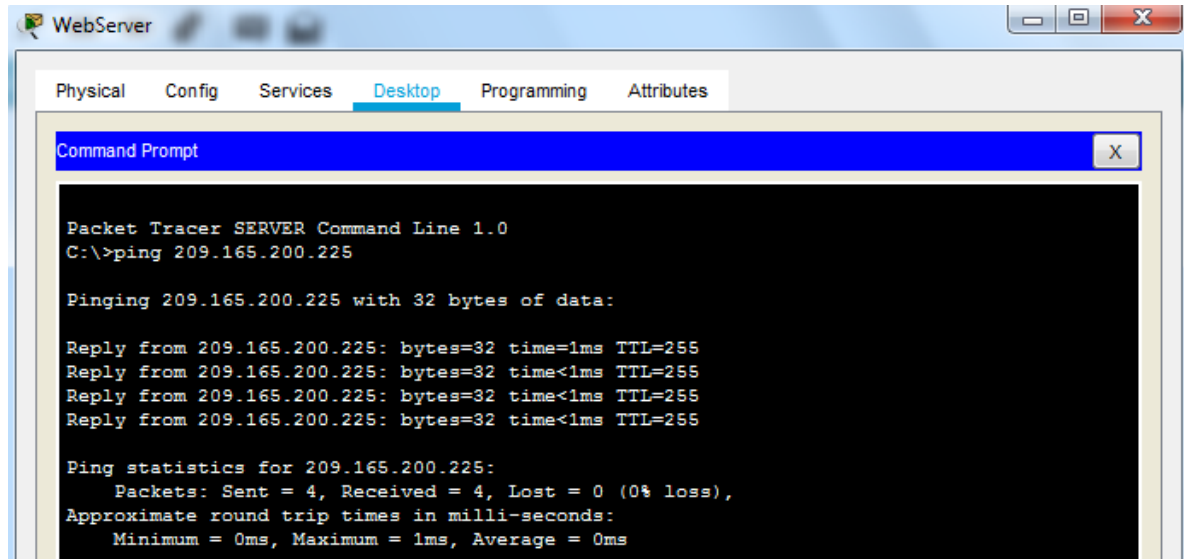 WebServer
Physical Config Services Desktop Programming Attributes
Command Prompt
X
Packet Tracer SERVER Command Line 1.0
C:\>ping 209.165.200.225
Pinging 209.165.200.225 with 32 bytes of data:
Reply from 209.165.200.225: bytes=32 time=1ms TTL=255
Reply from 209.165.200.225: bytes=32 time<1ms TTL=255
Reply from 209.165.200.225: bytes=32 time<1ms TTL=255
Reply from 209.165.200.225: bytes=32 time<1ms TTL=255
Ping statistics for 209.165.200.225:
Packets: Sent = 4, Received = 4, Lost = 0 (0% loss),
Approximate round trip times in milli-seconds:
Minimum = 0ms, Maximum = 1ms, Average = 0ms